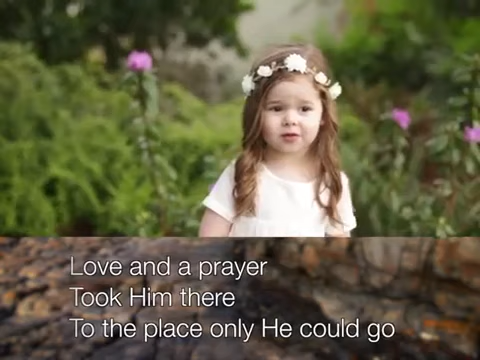 Love and a prayer
Took Him there
To the place only He could go